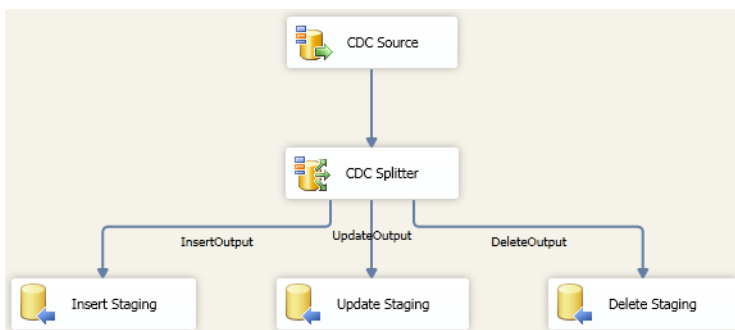 CDC Source
CDC Splitter
InsertOutput
UpdateOutput
DeleteOutput
Insert Staging
Update Staging
Delete Staging